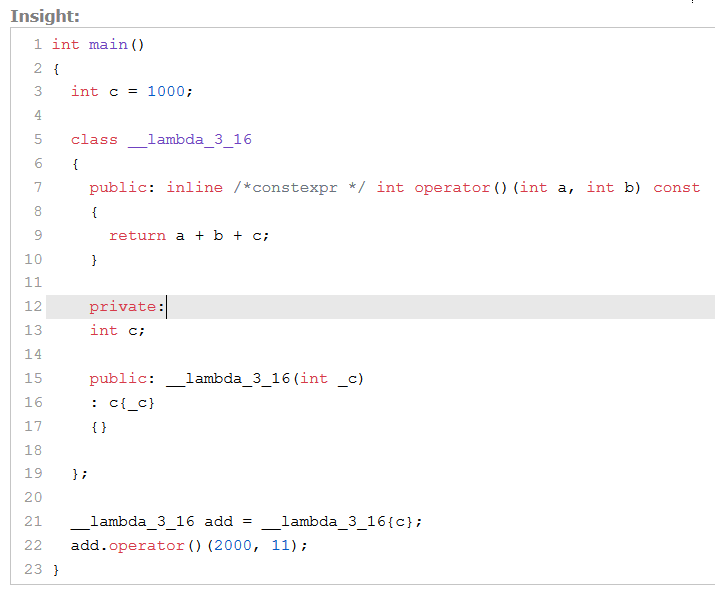 Insight:
1 int main()
2 {
3   int c = 1000;
4
5   class __lambda_3_16
6   {
7     public: inline /*constexpr */ int operator()(int a, int b) const
8     {
9       return a + b + c;
10     }
11
12     private:
13     int c;
14
15     public: __lambda_3_16(int _c)
16     : c{_c}
17     {}
18
19   };
20
21   __lambda_3_16 add = __lambda_3_16{c};
22   add.operator()(2000, 11);
23 }